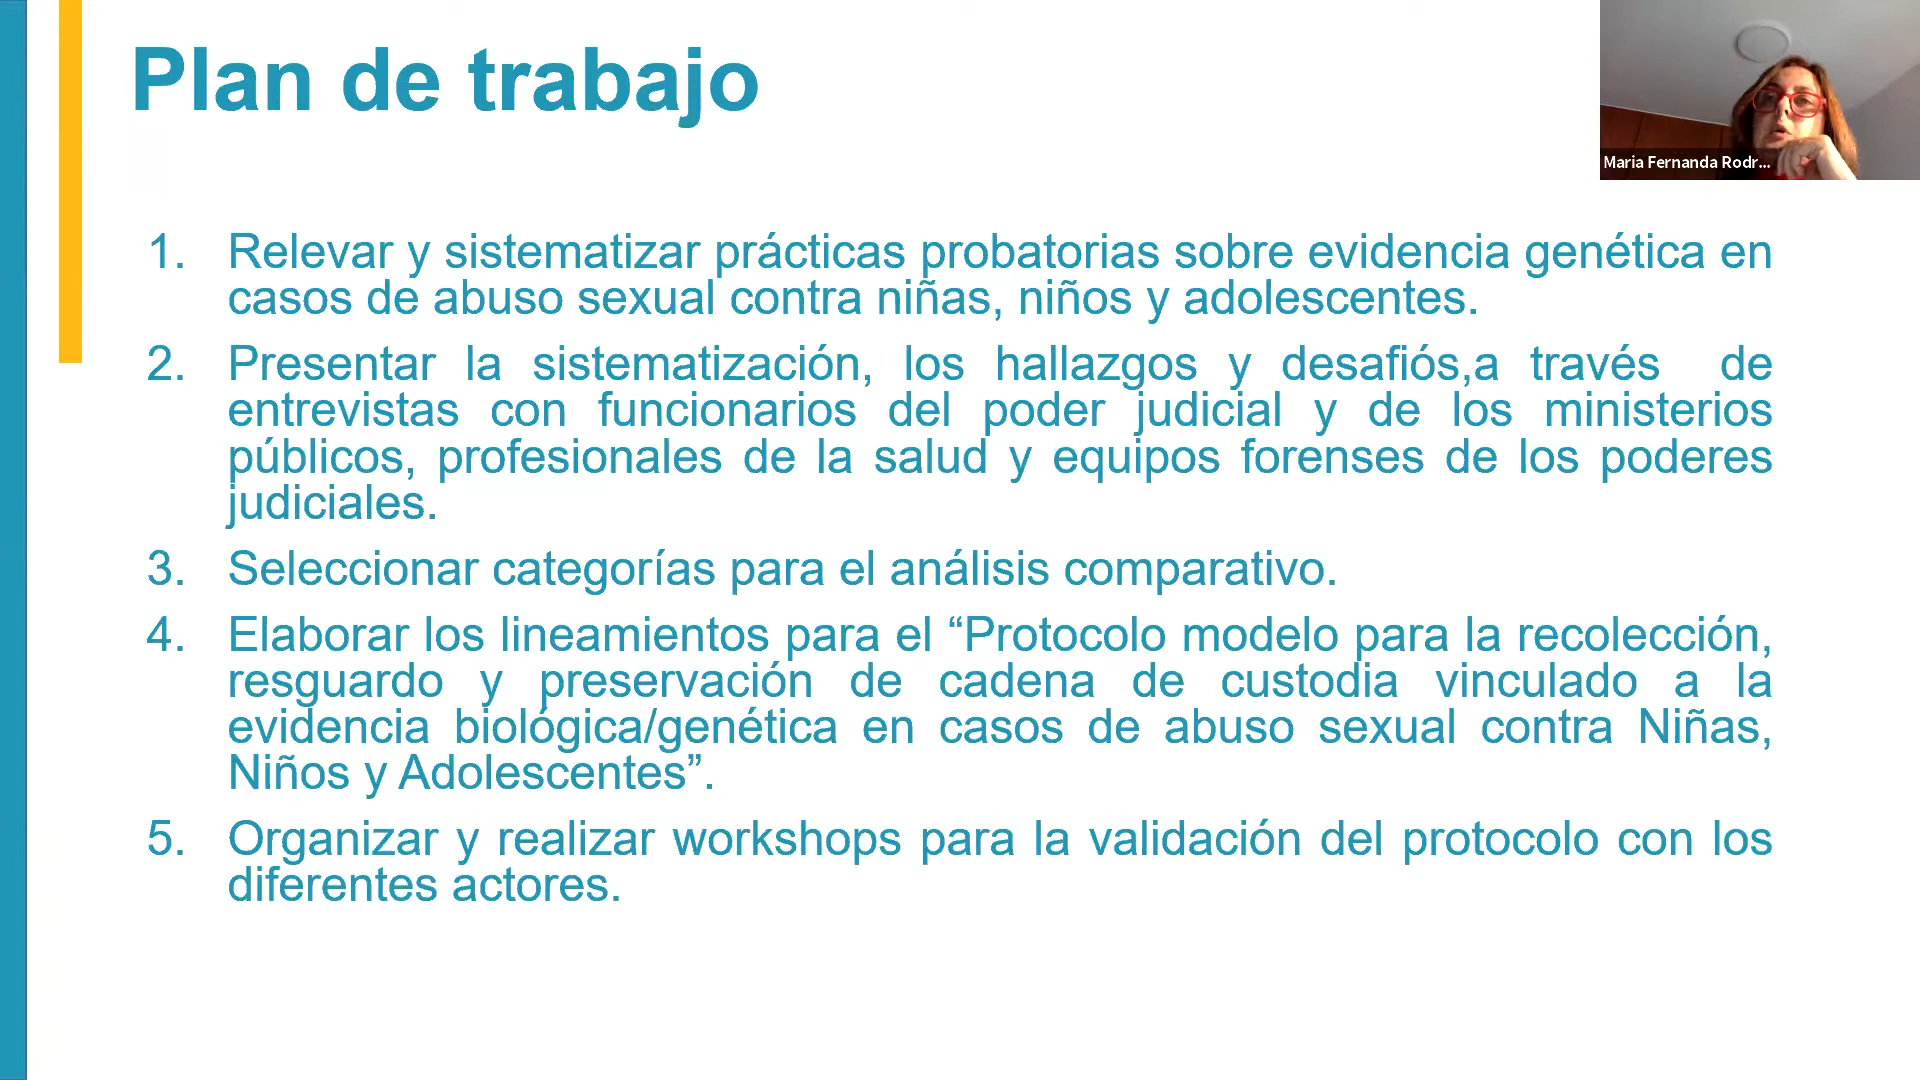 Plan de trabajo
Maria Fernanda Rodr...
1. Relevar y sistematizar prácticas probatorias sobre evidencia genética en
casos de abuso sexual contra niñas, niños y adolescentes.
2. Presentar la sistematización, los hallazgos y desafiós,a través de
entrevistas con funcionarios del poder judicial y de los ministerios
públicos, profesionales de la salud y equipos forenses de los poderes
judiciales.
3. Seleccionar categorías para el análisis comparativo.
4. Elaborar los lineamientos para el “Protocolo modelo para la recolección,
resguardo y preservación de cadena de custodia vinculado a la
evidencia biológica/genética en casos de abuso sexual contra Niñas,
Niños y Adolescentes”.
5. Organizar y realizar workshops para la validación del protocolo con los
diferentes actores.